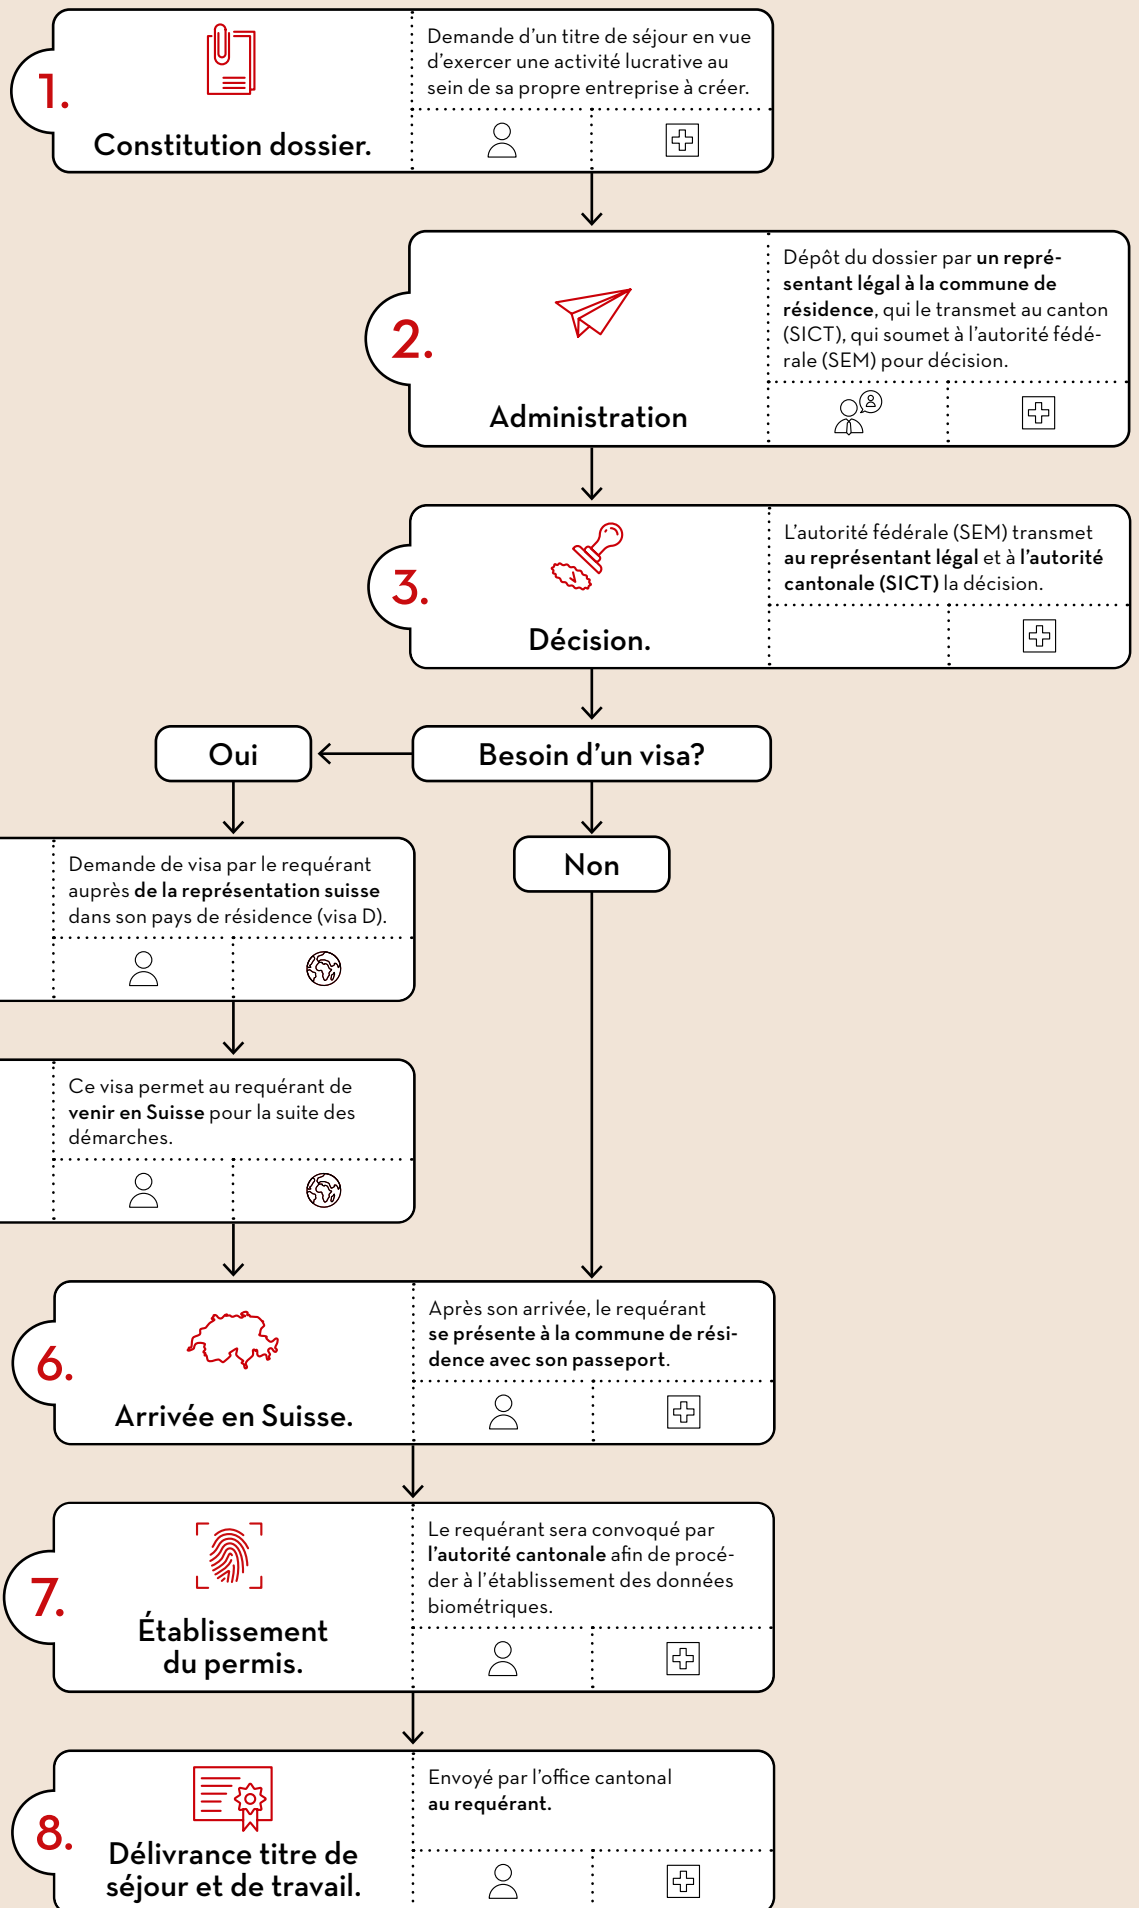 1.
Constitution dossier.
Demande d'un titre de séjour en vue
d'exercer une activité lucrative au
sein de sa propre entreprise à créer.
2.
Administration
Dépôt du dossier par un repré-
sentant légal à la commune de
résidence, qui le transmet au canton
(SICT), qui soumet à l'autorité fédé-
rale (SEM) pour décision.
3.
Décision.
L'autorité fédérale (SEM) transmet
au représentant légal et à l'autorité
cantonale (SICT) la décision.
Besoin d'un visa?
Oui
Non
Demande de visa par le requérant
auprès de la représentation suisse
dans son pays de résidence (visa D).
Ce visa permet au requérant de
venir en Suisse pour la suite des
démarches.
6.
Arrivée en Suisse.
Après son arrivée, le requérant
se présente à la commune de rési-
dence avec son passeport.
7.
Établissement
du permis.
Le requérant sera convoqué par
l'autorité cantonale afin de procé-
der à l'établissement des données
biométriques.
8.
Délivrance titre de
séjour et de travail.
Envoyé par l'office cantonal
au requérant.